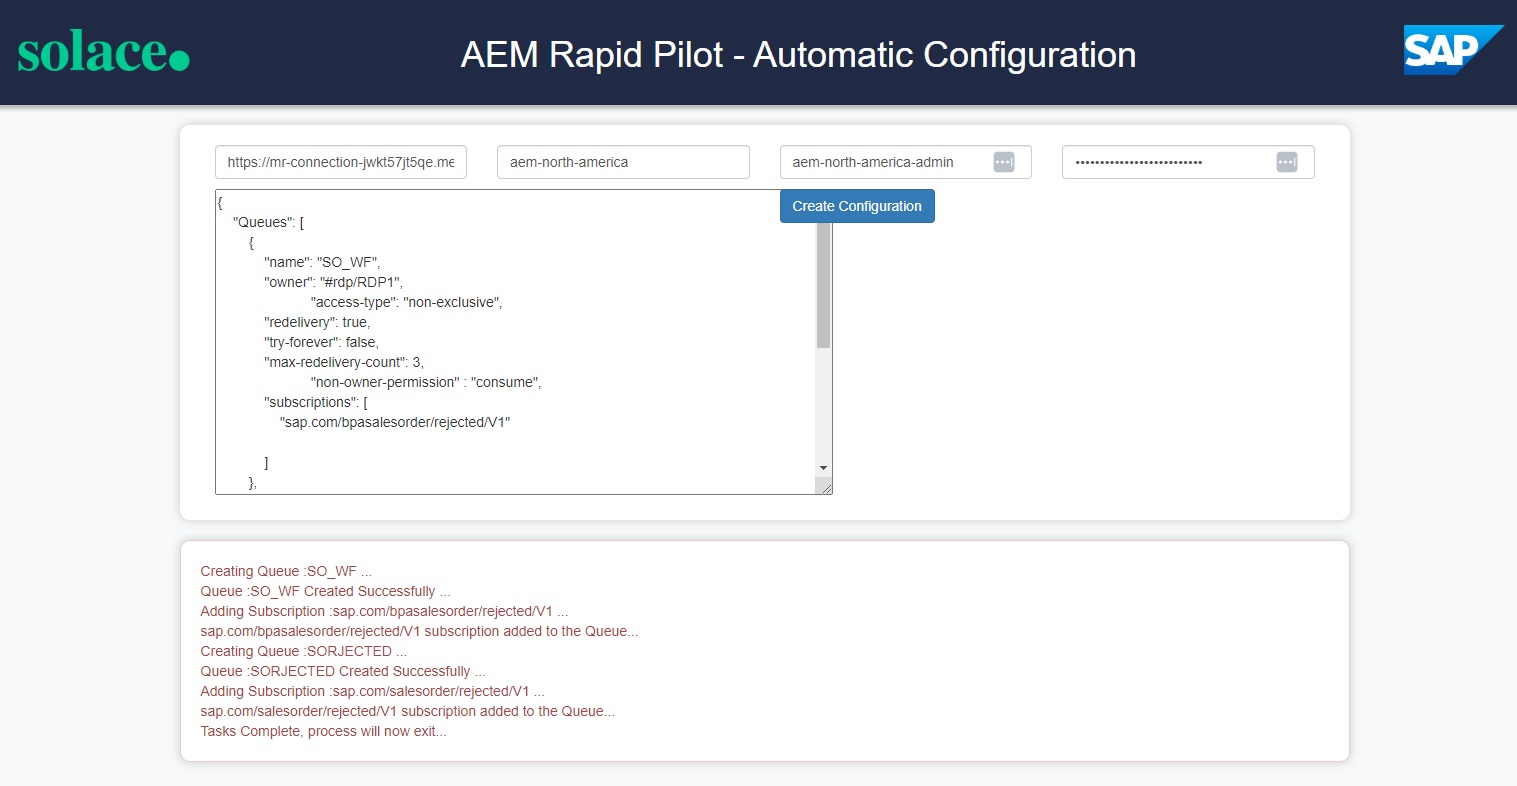 solace.
AEM Rapid Pilot - Automatic Configuration
SAP
https://mr-connection-jwkt57jt5qe.me
aem-north-america
aem-north-america-admin
••••••••••••••••••••••••••
Create Configuration
{
"Queues": [
{
"name": "SO_WF",
"owner": "#rdp/RDP1",
"access-type": "non-exclusive",
"redelivery": true,
"try-forever": false,
"max-redelivery-count": 3,
"non-owner-permission" : "consume",
"subscriptions": [
"sap.com/bpasalesorder/rejected/V1"
]
},
Creating Queue :SO_WF ...
Queue :SO_WF Created Successfully ...
Adding Subscription :sap.com/bpasalesorder/rejected/V1 ...
sap.com/bpasalesorder/rejected/V1 subscription added to the Queue...
Creating Queue :SORJECTED ...
Queue :SORJECTED Created Successfully ...
Adding Subscription :sap.com/salesorder/rejected/V1 ...
sap.com/salesorder/rejected/V1 subscription added to the Queue...
Tasks Complete, process will now exit...